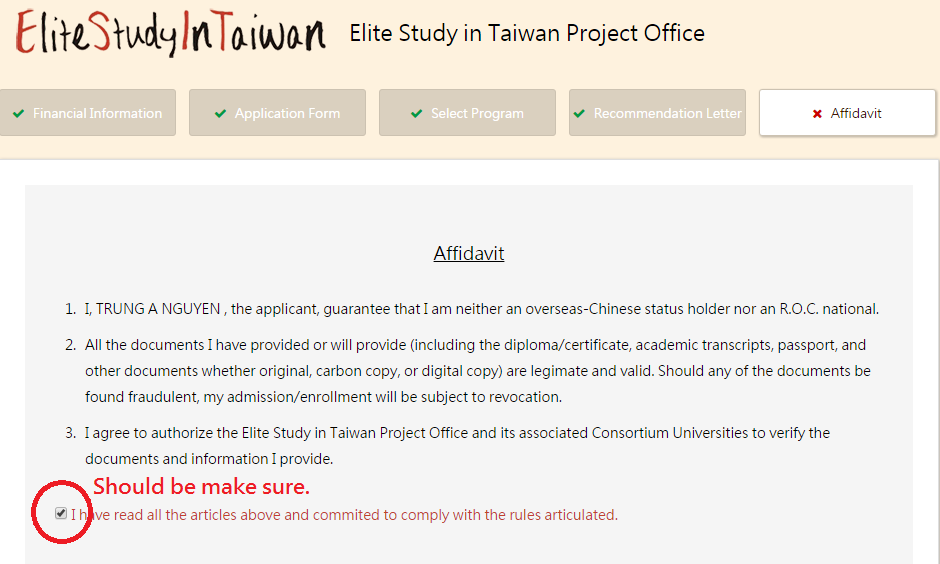 EliteStudyInTaiwan Elite Study in Taiwan Project Office
Financial Information Application Form Select Program Recommendation Letter Affidavit
Affidavit
1. I, TRUNG A NGUYEN , the applicant, guarantee that I am neither an overseas-Chinese status holder nor an R.O.C. national.
2. All the documents I have provided or will provide (including the diploma/certificate, academic transcripts, passport, and
other documents whether original, carbon copy, or digital copy) are legitimate and valid. Should any of the documents be
found fraudulent, my admission/enrollment will be subject to revocation.
3. I agree to authorize the Elite Study in Taiwan Project Office and its associated Consortium Universities to verify the
documents and information I provide.
Should be make sure.
I have read all the articles above and commited to comply with the rules articulated.